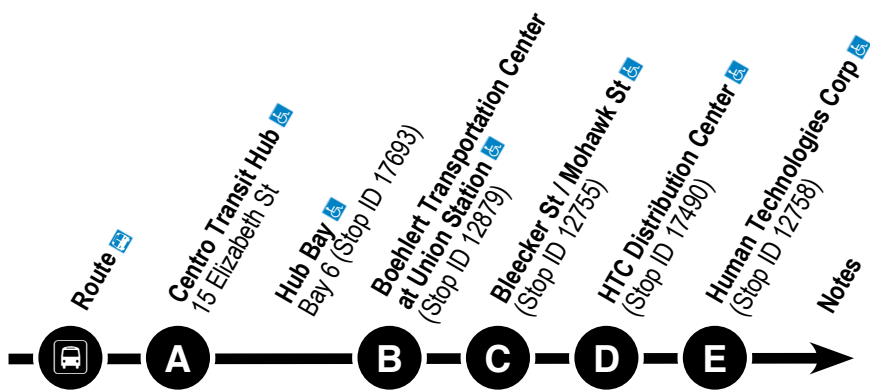 Route
Centro Transit Hub
15 Elizabeth St
Hub Bay
Bay 6 (Stop ID 17693)
Boehlert Transportation Center
at Union Station
(Stop ID 12879)
Bleecker St / Mohawk St
(Stop ID 12755)
HTC Distribution Center
(Stop ID 17490)
Human Technologies Corp
(Stop ID 12758)
Notes
A
B
C
D
E